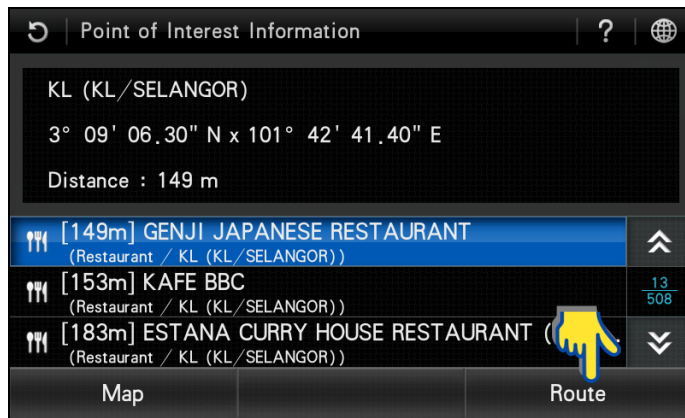 Point of Interest Information ?
KL (KL/SELANGOR)
3° 09' 06.30" N x 101° 42' 41.40" E
Distance : 149 m
[149m] GENJI JAPANESE RESTAURANT
(Restaurant / KL (KL/SELANGOR))
[153m] KAFE BBC
(Restaurant / KL (KL/SELANGOR))
13
508
[183m] ESTANA CURRY HOUSE RESTAURANT (
(Restaurant / KL (KL/SELANGOR))
Map
Route